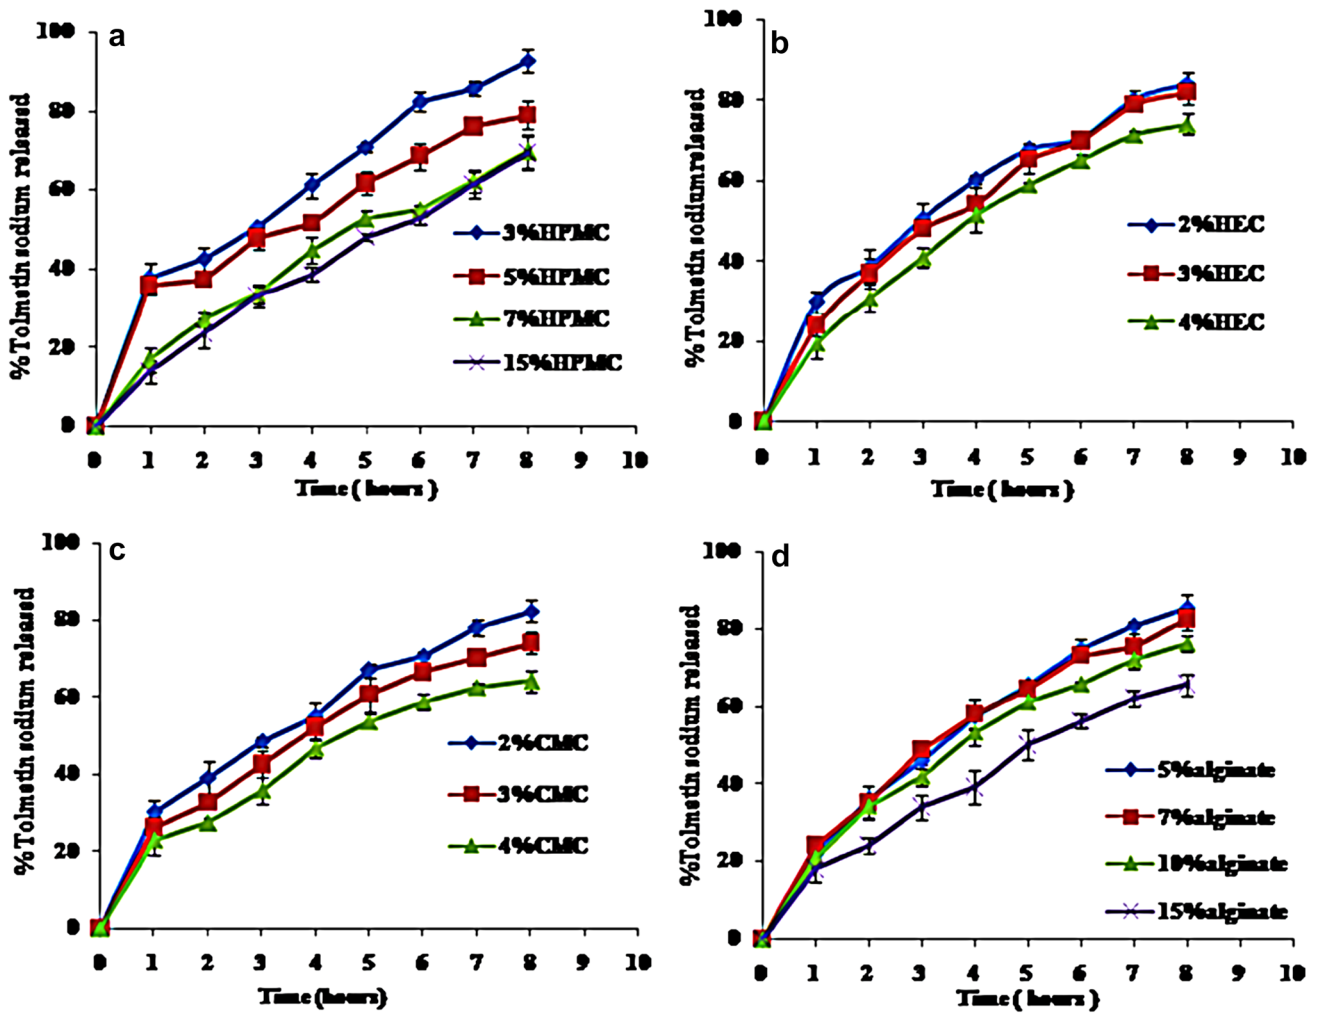 a
%Tolmetin sodium released
100
80
60
40
20
0
0 1 2 3 4 5 6 7 8 9 10
Time ( hours )
3%HPMC
5%HPMC
7%HPMC
15%HPMC
b
%Tolmetin sodiumreleased
100
80
60
40
20
0
0 1 2 3 4 5 6 7 8 9 10
Time ( hours )
2%HEC
3%HEC
4%HEC
c
%Tolmetin sodium released
100
80
60
40
20
0
0 1 2 3 4 5 6 7 8 9 10
Time (hours)
2%CMC
3%CMC
4%CMC
d
%Tolmetin sodium released
100
80
60
40
20
0
0 1 2 3 4 5 6 7 8 9 10
Time ( hours )
5%alginate
7%alginate
10%alginate
15%alginate